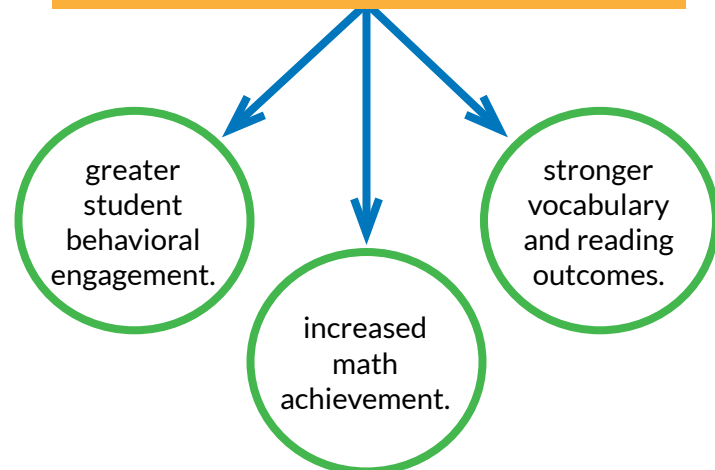 greater
student
behavioral
engagement.
increased
math
achievement.
stronger
vocabulary
and reading
outcomes.